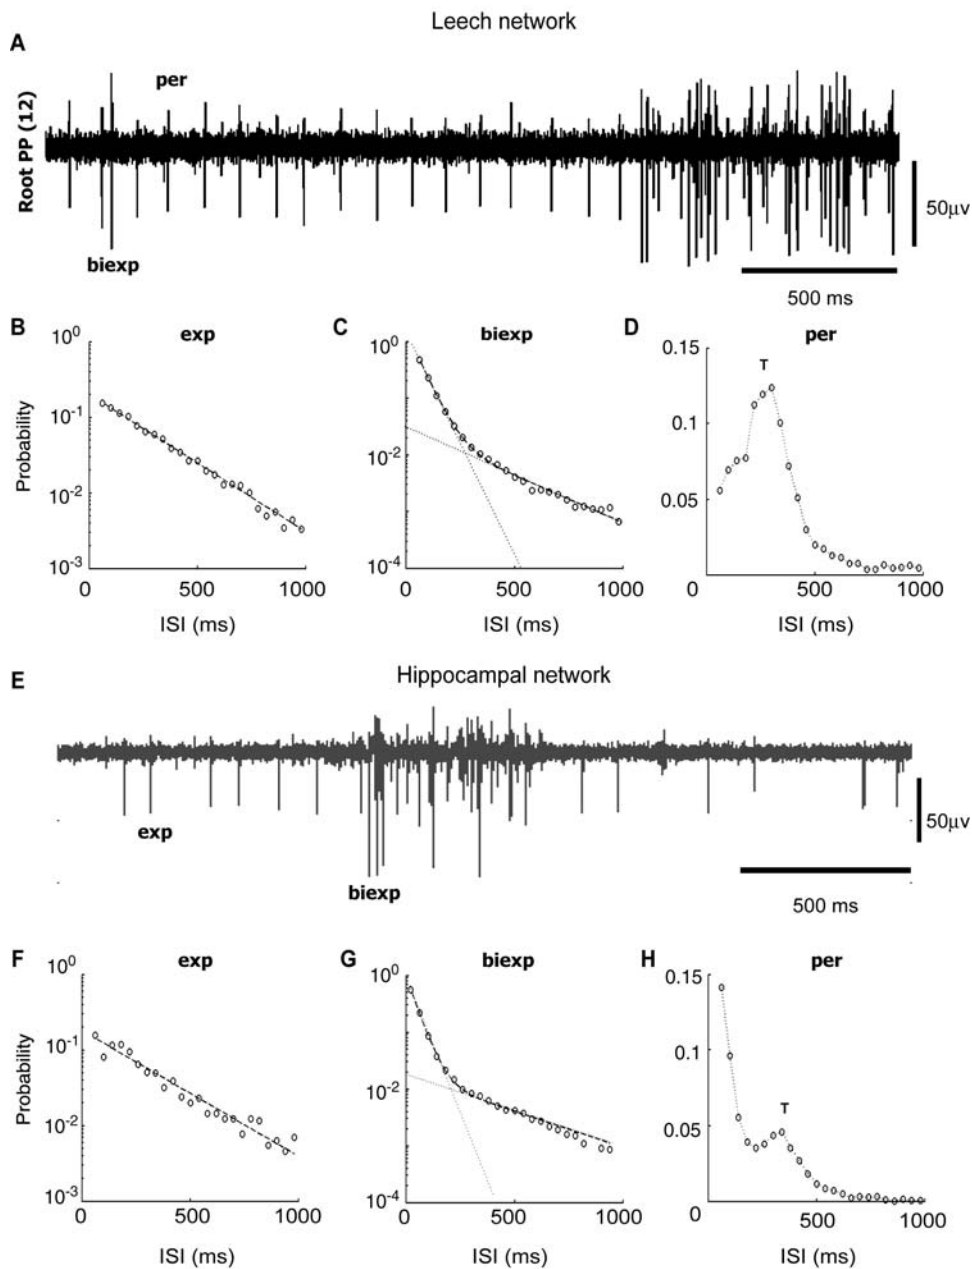 Leech network
A
per
Root PP (12)
biexp
50μv
500 ms
B exp
C biexp
D per
10^0
10^-1
10^-2
10^-3
Probability
0 500 1000
ISI (ms)
10^0
10^-2
10^-4
0 500 1000
ISI (ms)
0.15
0.1
0.05
T
0 500 1000
ISI (ms)
E
Hippocampal network
exp
biexp
50μv
500 ms
F exp
G biexp
H per
10^0
10^-1
10^-2
10^-3
Probability
0 500 1000
ISI (ms)
10^0
10^-2
10^-4
0 500 1000
ISI (ms)
0.15
0.1
0.05
0
T
500 1000
ISI (ms)